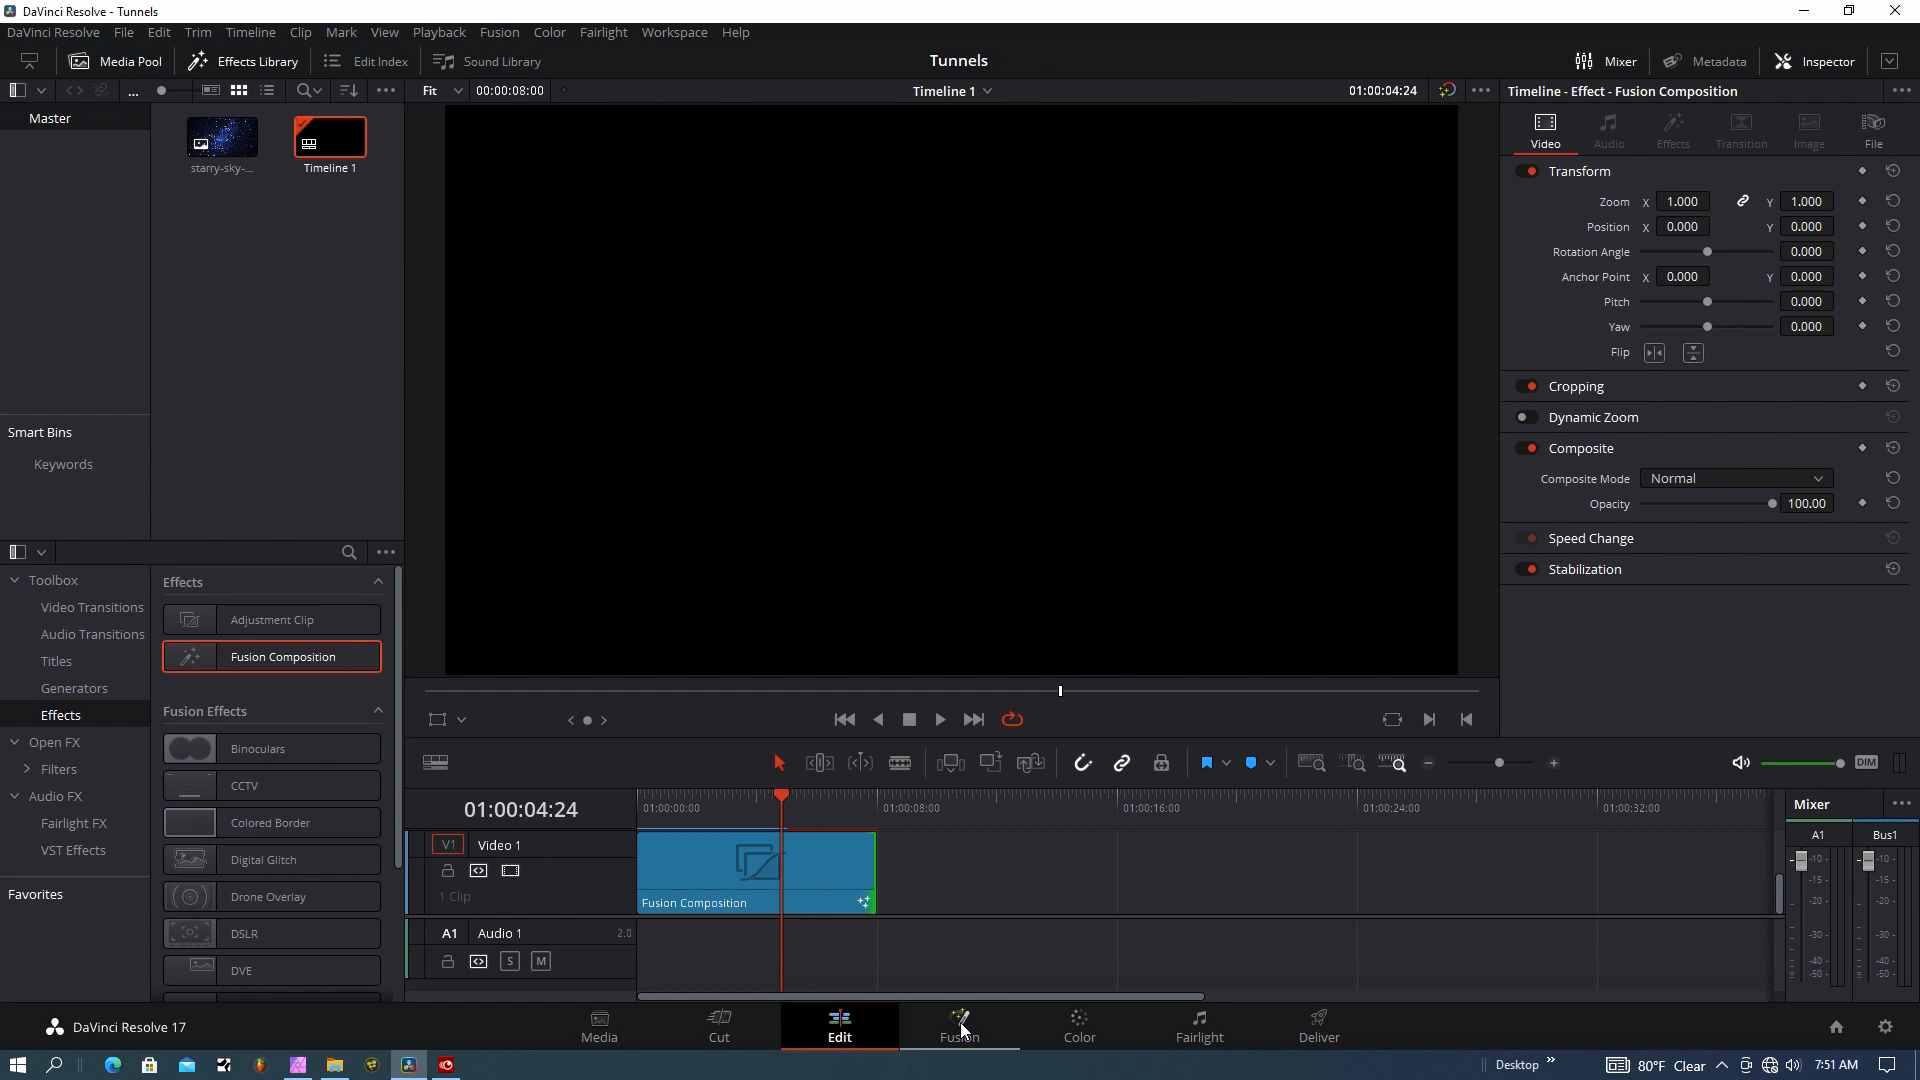 DaVinci Resolve - Tunnels
DaVinci Resolve File Edit Trim Timeline Clip Mark View Playback Fusion Color Fairlight Workspace Help
Media Pool Effects Library Edit Index Sound Library Tunnels Mixer Metadata Inspector
... Fit 00:00:08:00 Timeline 1 01:00:04:24 Timeline - Effect - Fusion Composition
Master
starry-sky-... Timeline 1
Video Audio Effects Transition Image File
Transform
Zoom X 1.000 Y 1.000
Position X 0.000 Y 0.000
Rotation Angle 0.000
Anchor Point X 0.000 Y 0.000
Pitch 0.000
Yaw 0.000
Flip
Cropping
Dynamic Zoom
Composite
Composite Mode Normal
Opacity 100.00
Speed Change
Stabilization
Smart Bins
Keywords
Toolbox
Video Transitions
Audio Transitions
Titles
Generators
Effects
Open FX
Filters
Audio FX
Fairlight FX
VST Effects
Favorites
Effects
Adjustment Clip
Fusion Composition
Fusion Effects
Binoculars
CCTV
Colored Border
Digital Glitch
Drone Overlay
DSLR
DVE
DIM
01:00:04:24 01:00:00:00 01:00:08:00 01:00:16:00 01:00:24:00 01:00:32:00
V1 Video 1
1 Clip
Fusion Composition
A1 Audio 1 2.0
S M
Mixer
A1 Bus1
-10 -10
-15 -15
-20 -20
-30 -30
-40 -40
-50 -50
DaVinci Resolve 17 Media Cut Edit Fusion Color Fairlight Deliver
Desktop 80°F Clear 7:51 AM